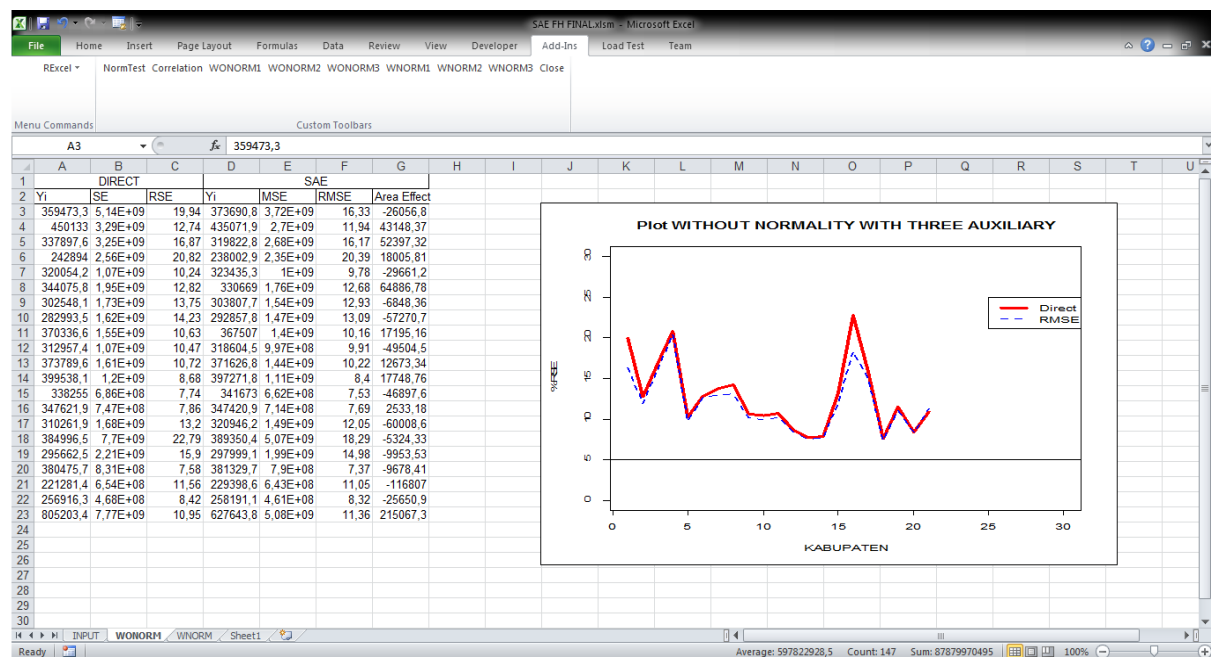 SAE FH FINAL.xlsm - Microsoft Excel
File Home Insert Page Layout Formulas Data Review View Developer Add-Ins Load Test Team
RExcel NormTest Correlation WONORM1 WONORM2 WONORM3 WNORM1 WNORM2 WNORM3 Close
Menu Commands Custom Toolbars
A3 fx 359473,3
A B C D E F G H I J K L M N O P Q R S T U
1 DIRECT SAE
2 Yi SE RSE Yi MSE RMSE Area Effect
3 359473,3 5,14E+09 19,94 373690,8 3,72E+09 16,33 -26056,8
4 450133 3,29E+09 12,74 435071,9 2,7E+09 11,94 43148,37
5 337897,6 3,25E+09 16,87 319822,8 2,68E+09 16,17 52397,32
6 242894 2,56E+09 20,82 238002,9 2,35E+09 20,39 18005,81
7 320054,2 1,07E+09 10,24 323435,3 1E+09 9,78 -29661,2
8 344075,8 1,95E+09 12,82 330669 1,76E+09 12,68 64886,78
9 302548,1 1,73E+09 13,75 303807,7 1,54E+09 12,93 -6848,36
10 282993,5 1,62E+09 14,23 292857,8 1,47E+09 13,09 -57270,7
11 370336,6 1,55E+09 10,63 367507 1,4E+09 10,16 17195,16
12 312957,4 1,07E+09 10,47 318604,5 9,97E+08 9,91 -49504,5
13 373789,6 1,61E+09 10,72 371626,8 1,44E+09 10,22 12673,34
14 399538,1 1,2E+09 8,68 397271,8 1,11E+09 8,4 17748,76
15 338255 6,86E+08 7,74 341673 6,62E+08 7,53 -46897,6
16 347621,9 7,47E+08 7,86 347420,9 7,14E+08 7,69 2533,18
17 310261,9 1,68E+09 13,2 320946,2 1,49E+09 12,05 -60008,6
18 384996,5 7,7E+09 22,79 389350,4 5,07E+09 18,29 -5324,33
19 295662,5 2,21E+09 15,9 297999,1 1,99E+09 14,98 -9953,53
20 380475,7 8,31E+08 7,58 381329,7 7,9E+08 7,37 -9678,41
21 221281,4 6,54E+08 11,56 229398,6 6,43E+08 11,05 -116807
22 256916,3 4,68E+08 8,42 258191,1 4,61E+08 8,32 -25650,9
23 805203,4 7,77E+09 10,95 627643,8 5,08E+09 11,36 215067,3
24
25
26
27
28
29
30
Plot WITHOUT NORMALITY WITH THREE AUXILIARY
30
25
20
15
10
5
0
Direct
RMSE
0 5 10 15 20 25 30
KABUPATEN
INPUT WONORM WNORM Sheet1
Ready Average: 597822928,5 Count: 147 Sum: 87879970495 100%